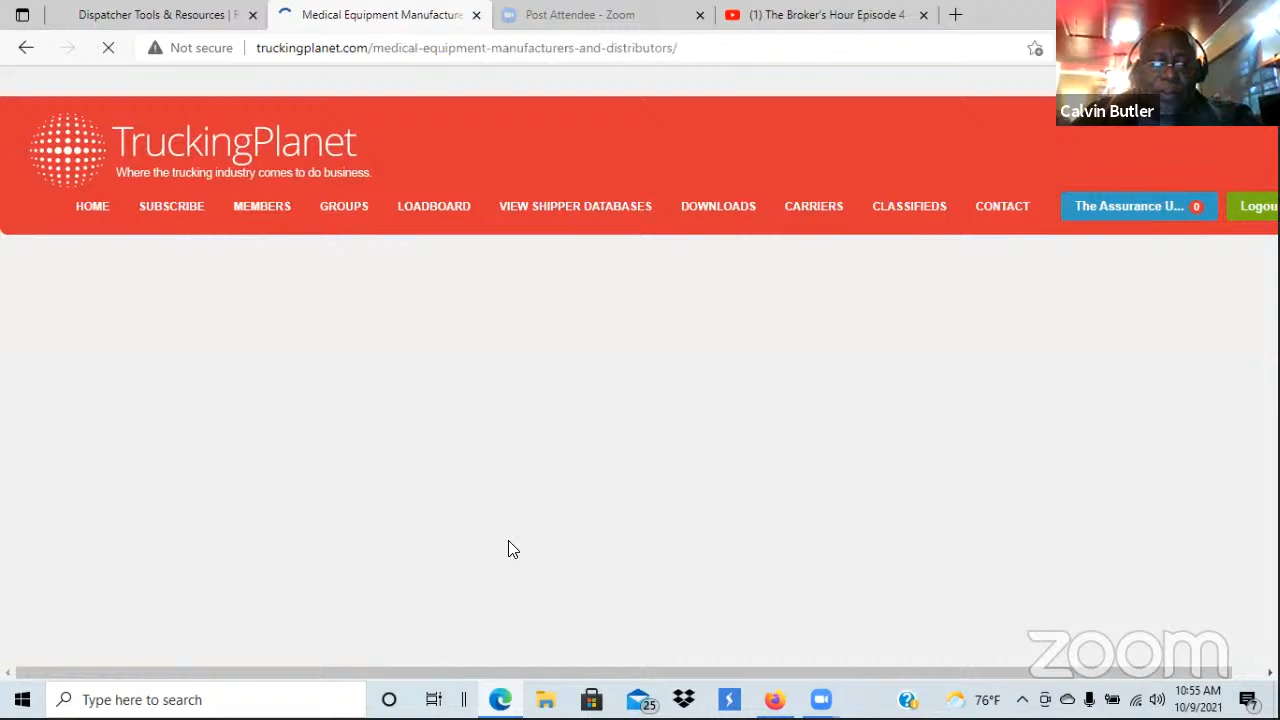 Dispatcher Tools & Resources | F
Medical Equipment Manufacture
Post Attendee - Zoom
(1) The Broker's Hour Episode 4
Not secure
truckingplanet.com/medical-equipment-manufacturers-and-distributors/
Calvin Butler
TruckingPlanet
Where the trucking industry comes to do business.
HOME SUBSCRIBE MEMBERS GROUPS LOADBOARD VIEW SHIPPER DATABASES DOWNLOADS CARRIERS CLASSIFIEDS CONTACT The Assurance U... 0 Logou
zoom
Type here to search
25
76°F
10:55 AM
10/9/2021
7